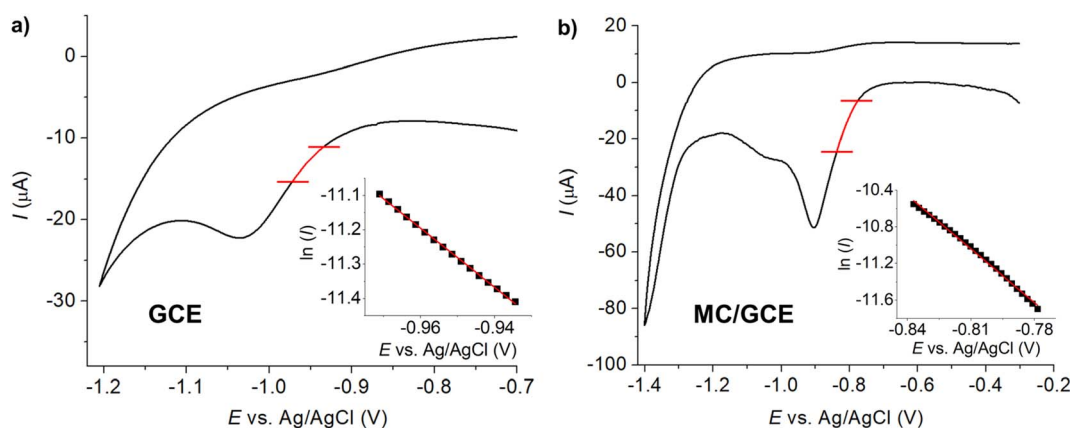 a)
0
-10
-20
-30
I (μA)
-1.2 -1.1 -1.0 -0.9 -0.8 -0.7
E vs. Ag/AgCl (V)
GCE
-11.1
-11.2
-11.3
-11.4
ln (I)
-0.96 -0.94
E vs. Ag/AgCl (V)
b)
20
0
-20
-40
-60
-80
-100
I (μA)
-1.4 -1.2 -1.0 -0.8 -0.6 -0.4 -0.2
E vs. Ag/AgCl (V)
MC/GCE
-10.4
-10.8
-11.2
-11.6
ln (I)
-0.84 -0.81 -0.78
E vs. Ag/AgCl (V)